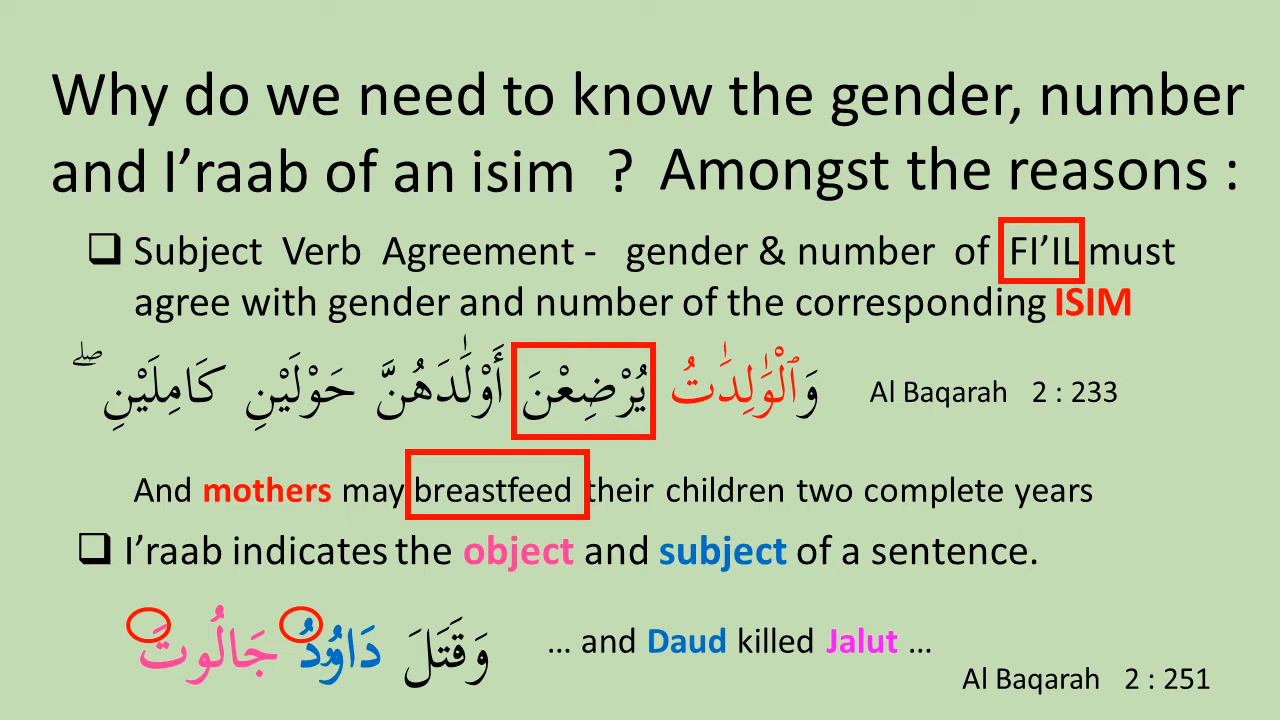 Why do we need to know the gender, number
and I’raab of an isim ? Amongst the reasons :
❑ Subject Verb Agreement - gender & number of FI’IL must
agree with gender and number of the corresponding ISIM
وَٱلْوَٰلِدَٰتُ يُرْضِعْنَ أَوْلَٰدَهُنَّ حَوْلَيْنِ كَامِلَيْنِ ۖ Al Baqarah 2 : 233
And mothers may breastfeed their children two complete years
❑ I’raab indicates the object and subject of a sentence.
وَقَتَلَ دَاوُۥدُ جَالُوتَ ... and Daud killed Jalut ...
Al Baqarah 2 : 251